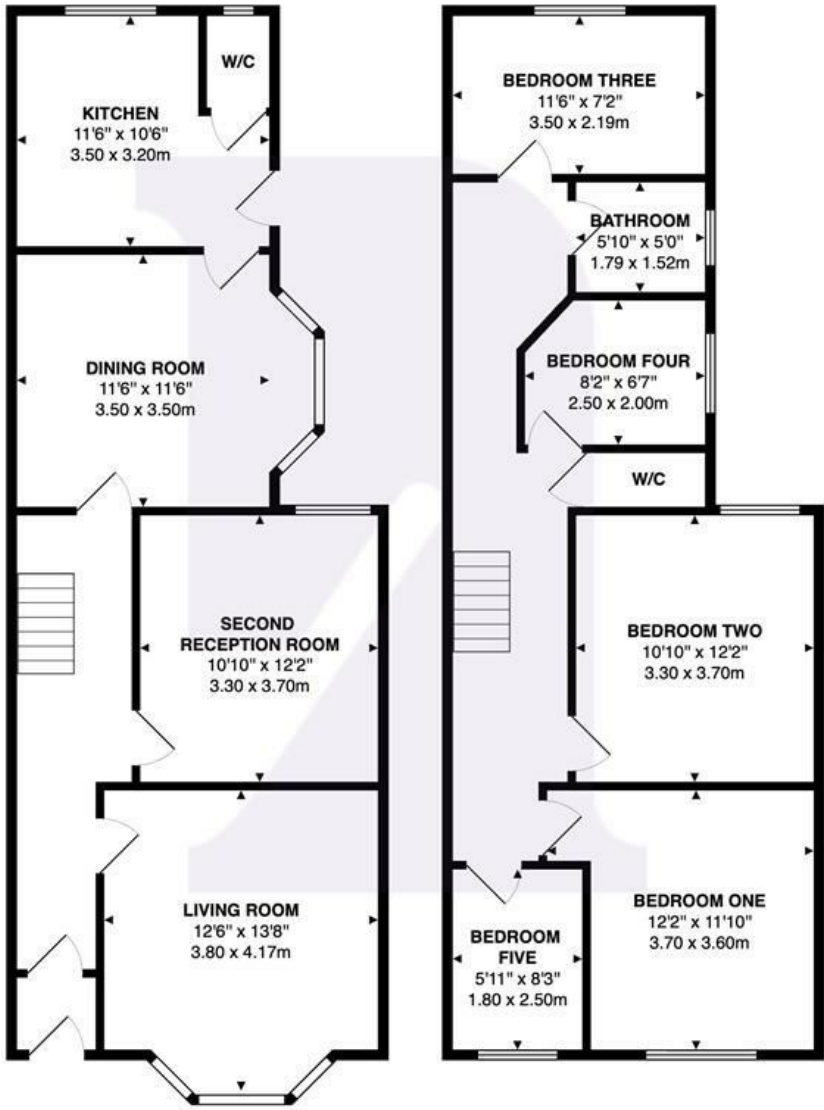 KITCHEN
11'6" x 10'6"
3.50 x 3.20m
W/C
DINING ROOM
11'6" x 11'6"
3.50 x 3.50m
SECOND
RECEPTION ROOM
10'10" x 12'2"
3.30 x 3.70m
LIVING ROOM
12'6" x 13'8"
3.80 x 4.17m
BEDROOM THREE
11'6" x 7'2"
3.50 x 2.19m
BATHROOM
5'10" x 5'0"
1.79 x 1.52m
BEDROOM FOUR
8'2" x 6'7"
2.50 x 2.00m
W/C
BEDROOM TWO
10'10" x 12'2"
3.30 x 3.70m
BEDROOM ONE
12'2" x 11'10"
3.70 x 3.60m
BEDROOM
FIVE
5'11" x 8'3"
1.80 x 2.50m